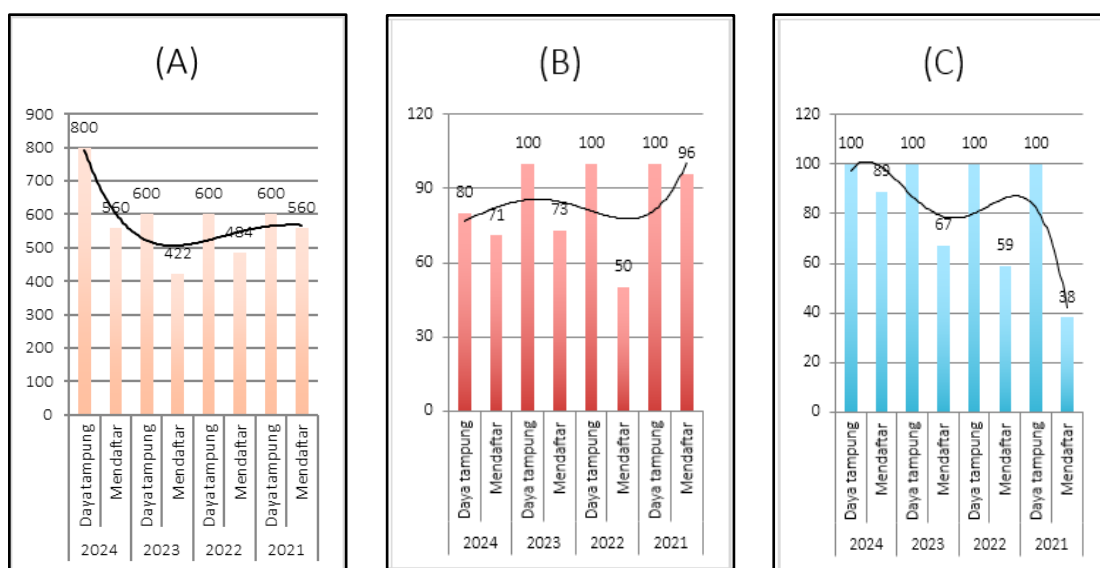 (A)
900
800
700
600
500
400
300
200
100
0
800
560
600
422
600
484
600
560
Daya tampung
Mendaftar
Daya tampung
Mendaftar
Daya tampung
Mendaftar
Daya tampung
Mendaftar
2024
2023
2022
2021
(B)
120
90
60
30
0
80
71
100
73
100
50
100
96
Daya tampung
Mendaftar
Daya tampung
Mendaftar
Daya tampung
Mendaftar
Daya tampung
Mendaftar
2024
2023
2022
2021
(C)
120
100
80
60
40
20
0
100
89
100
67
100
59
100
38
Daya tampung
Mendaftar
Daya tampung
Mendaftar
Daya tampung
Mendaftar
Daya tampung
Mendaftar
2024
2023
2022
2021